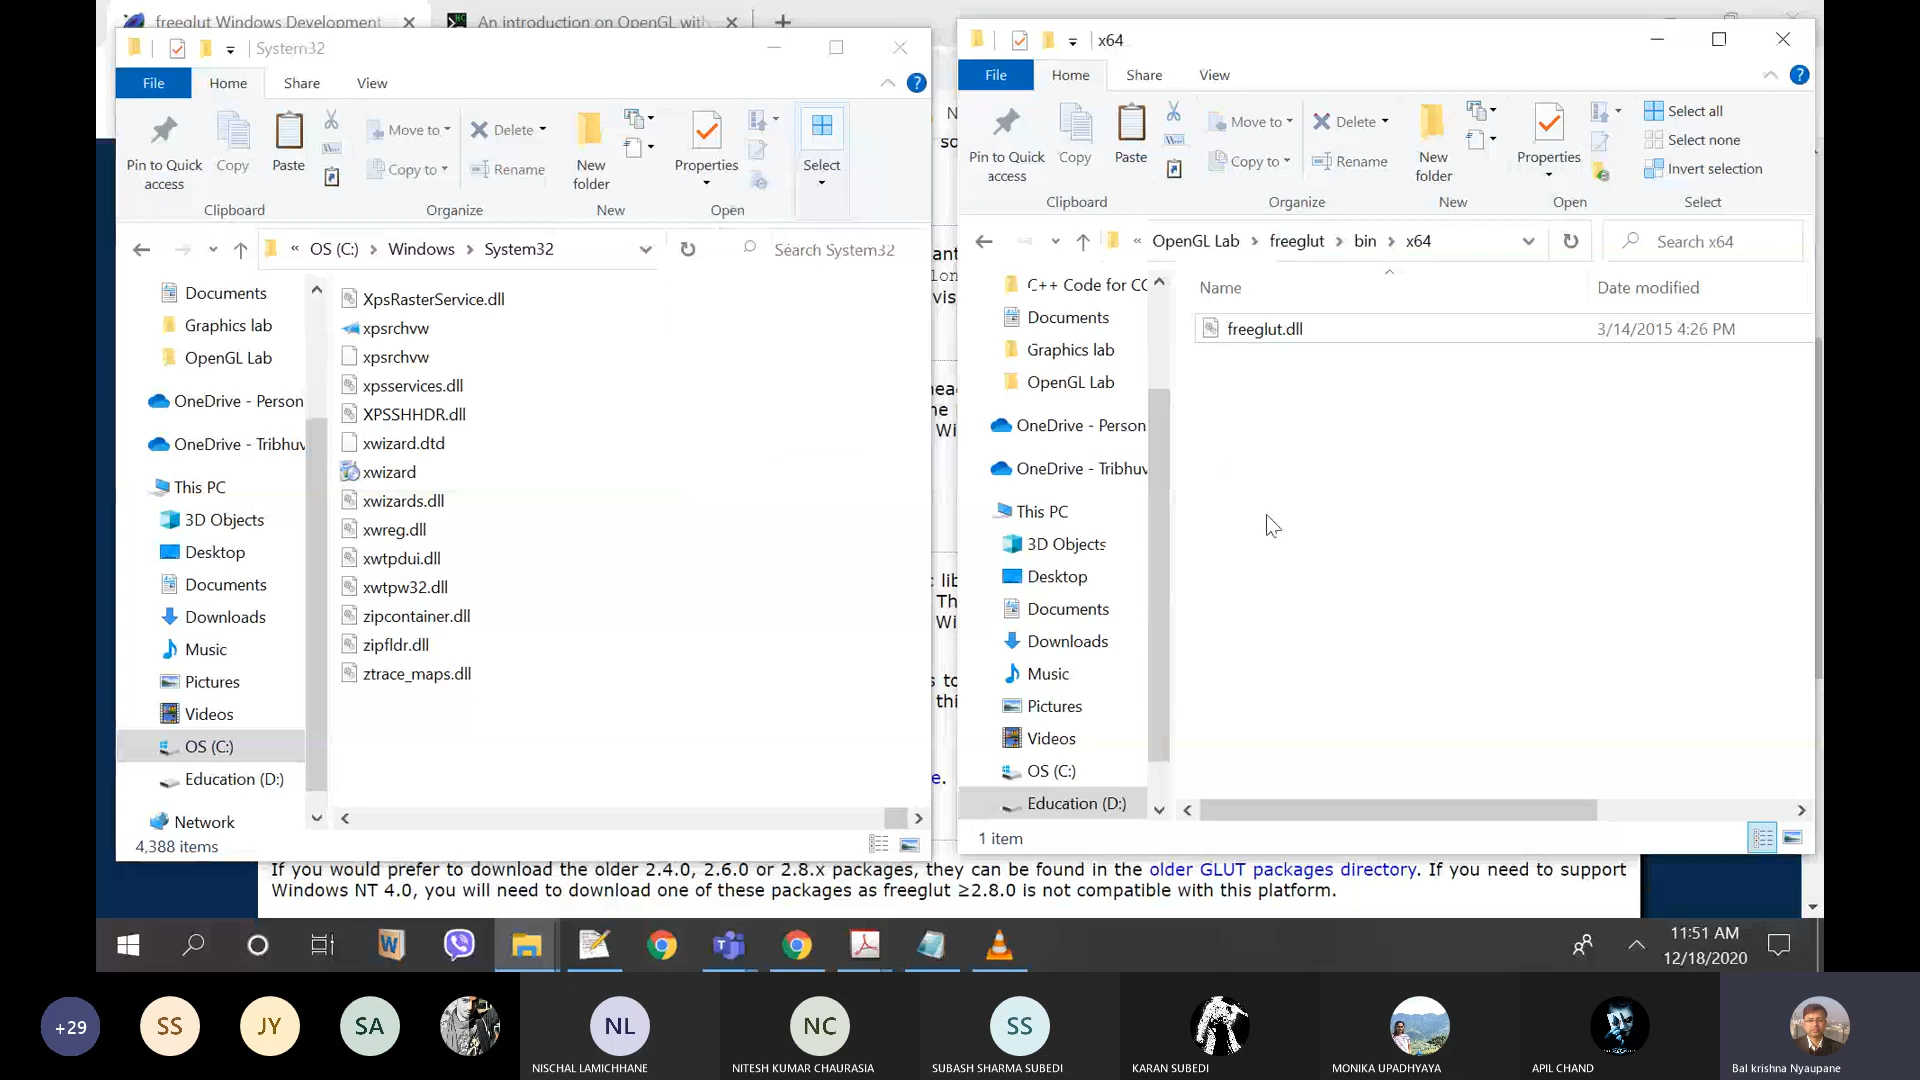 freeglut Windows Development
An introduction on OpenGL with
System32
File
Home
Share
View
Pin to Quick
access
Copy
Paste
Move to
Copy to
Delete
Rename
New
folder
Properties
Select
Clipboard
Organize
New
Open
« OS (C:) > Windows > System32
Search System32
Documents
Graphics lab
OpenGL Lab
OneDrive - Person
OneDrive - Tribhuv
This PC
3D Objects
Desktop
Documents
Downloads
Music
Pictures
Videos
OS (C:)
Education (D:)
Network
XpsRasterService.dll
xpsrchvw
xpsrchvw
xpsservices.dll
XPSSHHDR.dll
xwizard.dtd
xwizard
xwizards.dll
xwreg.dll
xwtpdui.dll
xwtpw32.dll
zipcontainer.dll
zipfldr.dll
ztrace_maps.dll
4,388 items
x64
File
Home
Share
View
Pin to Quick
access
Copy
Paste
Move to
Copy to
Delete
Rename
New
folder
Properties
Select all
Select none
Invert selection
Clipboard
Organize
New
Open
Select
« OpenGL Lab > freeglut > bin > x64
Search x64
C++ Code for CC
Documents
Graphics lab
OpenGL Lab
OneDrive - Person
OneDrive - Tribhuv
This PC
3D Objects
Desktop
Documents
Downloads
Music
Pictures
Videos
OS (C:)
Education (D:)
Name
Date modified
freeglut.dll
3/14/2015 4:26 PM
1 item
If you would prefer to download the older 2.4.0, 2.6.0 or 2.8.x packages, they can be found in the older GLUT packages directory. If you need to support
Windows NT 4.0, you will need to download one of these packages as freeglut ≥2.8.0 is not compatible with this platform.
11:51 AM
12/18/2020
+29
SS
JY
SA
NL
NISCHAL LAMICHHANE
NC
NITESH KUMAR CHAURASIA
SS
SUBASH SHARMA SUBEDI
KARAN SUBEDI
MONIKA UPADHYAYA
APIL CHAND
Bal krishna Nyaupane